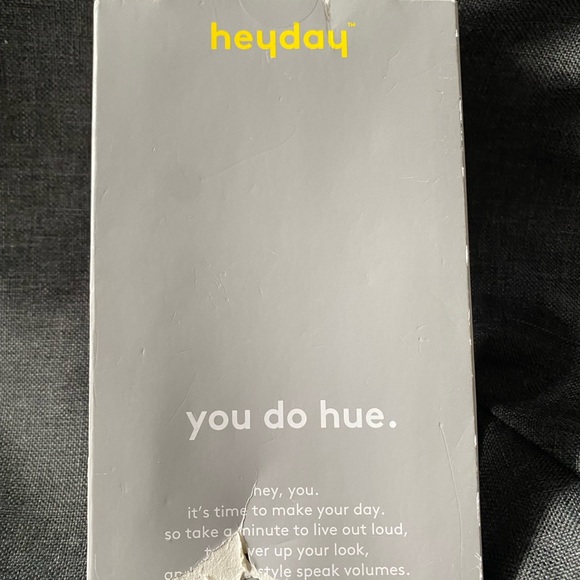 heyday™
you do hue.
hey, you.
it's time to make your day.
so take a minute to live out loud,
up your look,
style speak volumes.